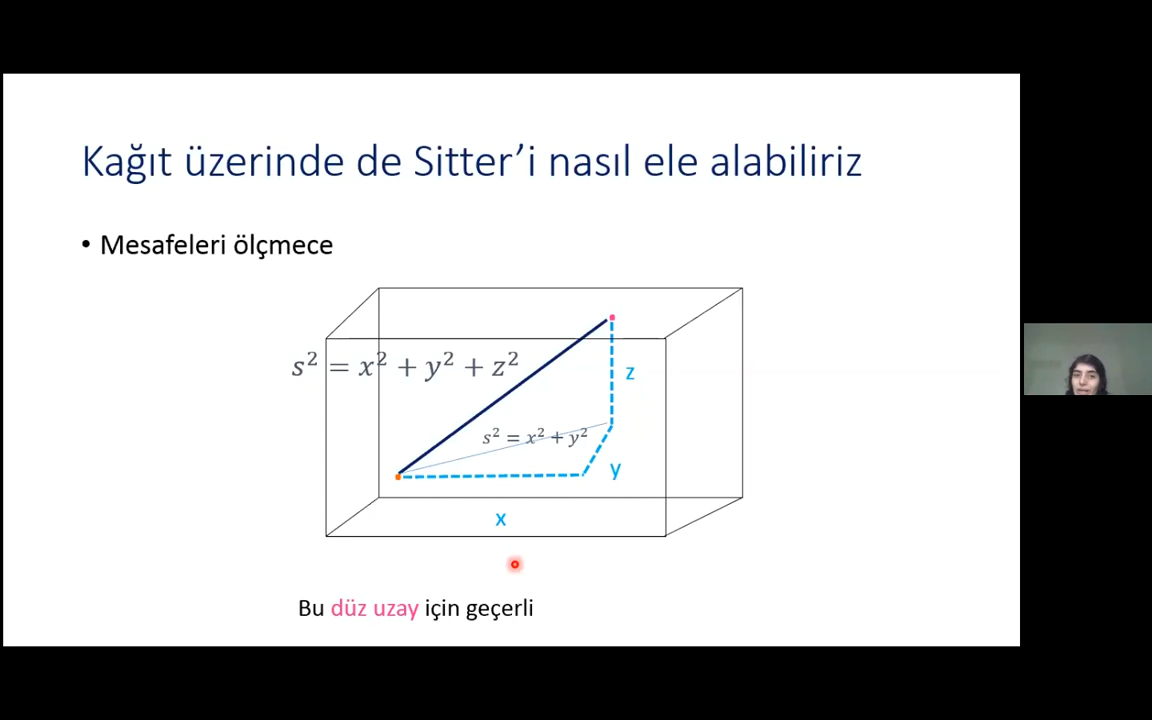 Kağıt üzerinde de Sitter’i nasıl ele alabiliriz
• Mesafeleri ölçmece
s² = x² + y² + z²
z
s² = x² + y²
y
x
Bu düz uzay için geçerli